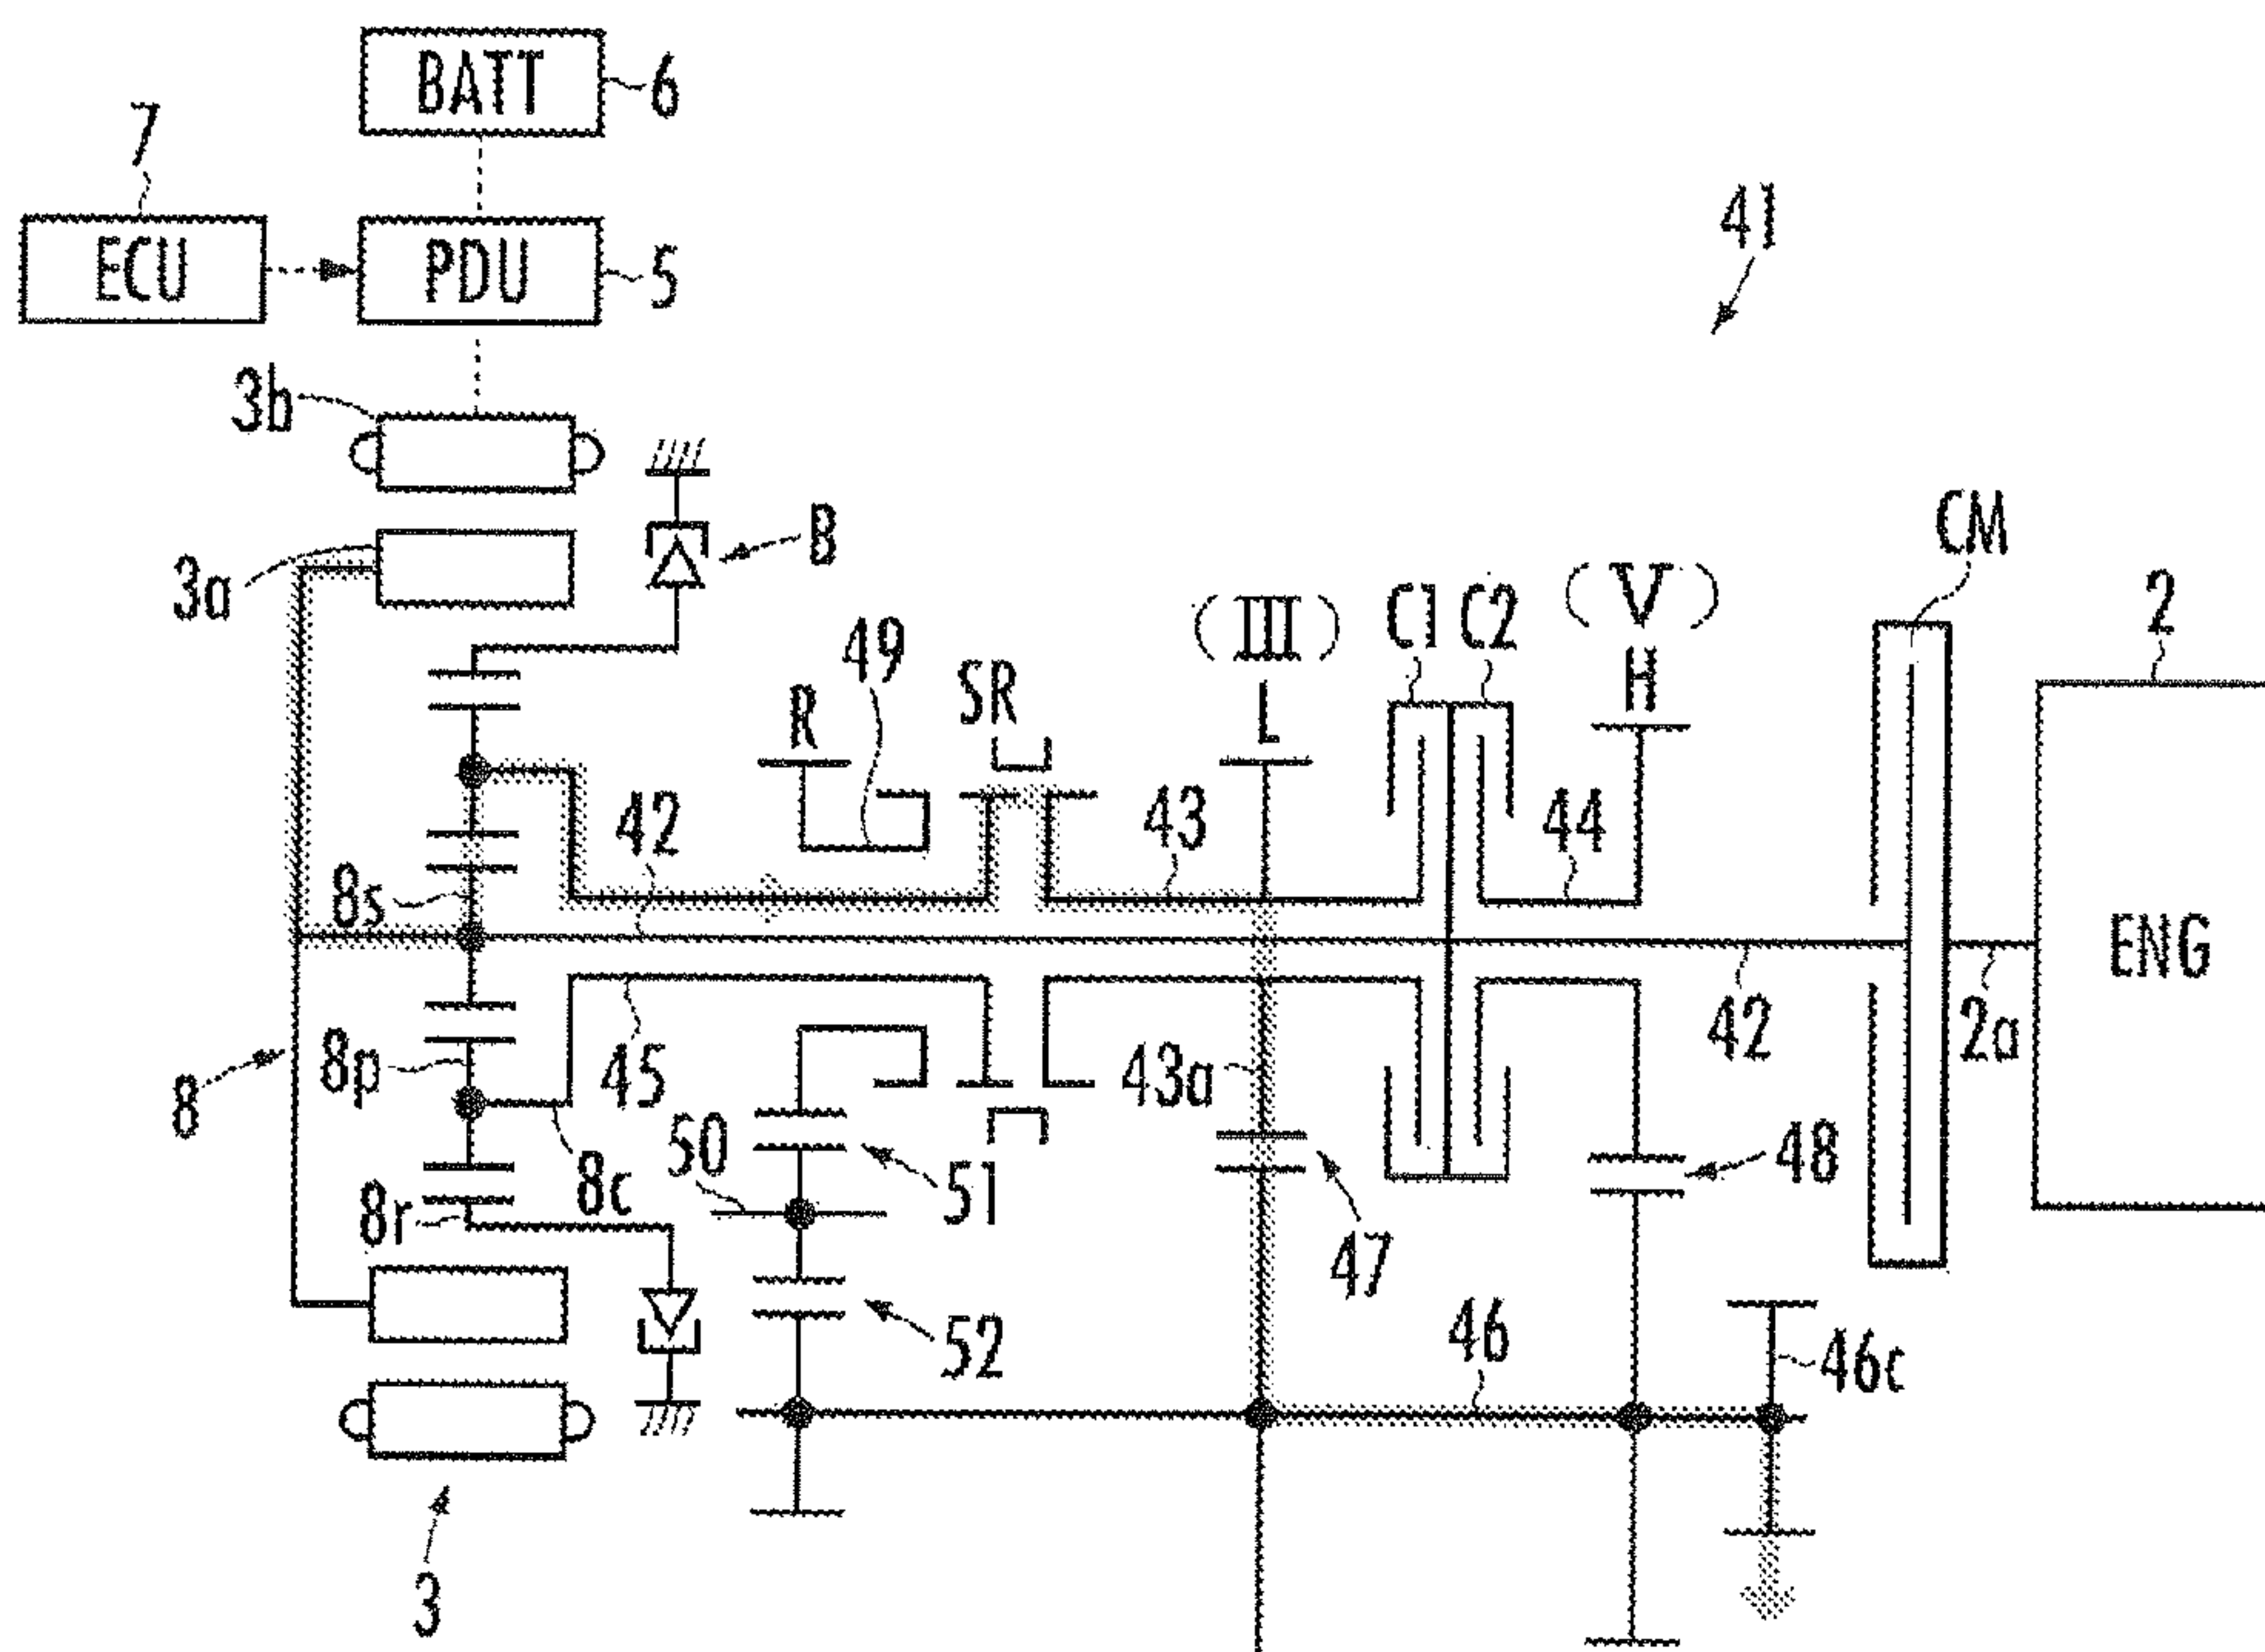 BATT
6
7
ECU
PDU
5
41
3b
B
CM
3a
(III)
C1
C2
(V)
2
49
SR
L
H
R
42
43
44
8s
ENG
42
2a
8
8p
45
43a
50
8c
51
48
8r
47
52
46
46c
3